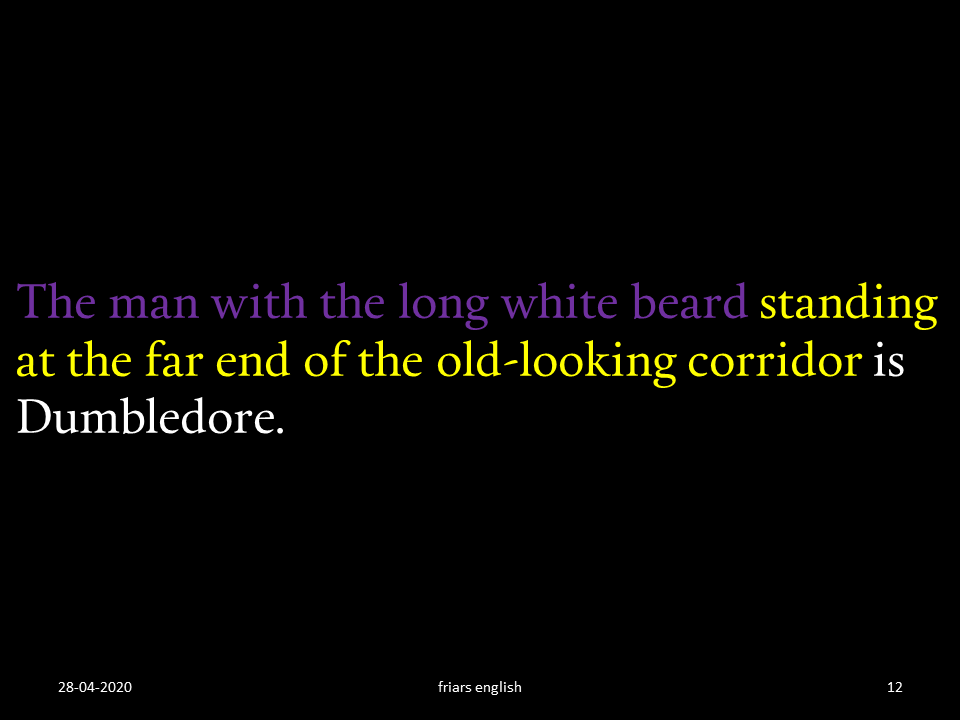 The man with the long white beard standing
at the far end of the old-looking corridor is
Dumbledore.
28-04-2020 friars english 12